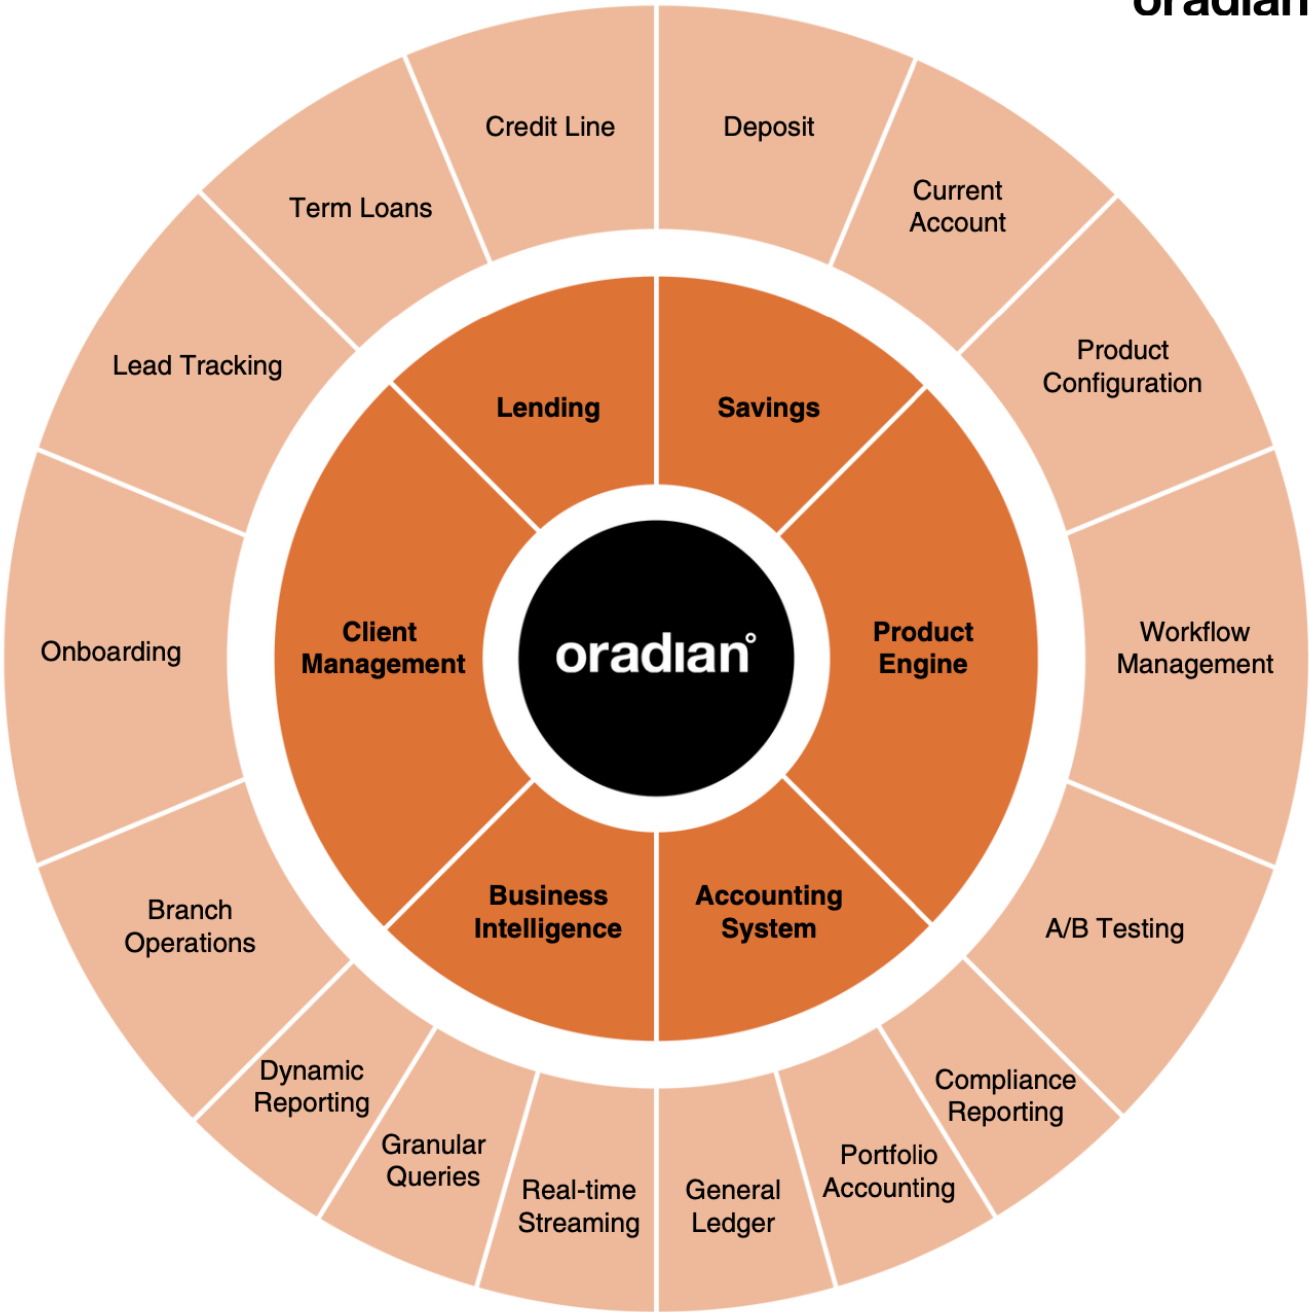 oradian
Credit Line
Deposit
Term Loans
Current
Account
Lead Tracking
Product
Configuration
Lending
Savings
Onboarding
Client
Management
oradian°
Product
Engine
Workflow
Management
Branch
Operations
Business
Intelligence
Accounting
System
A/B Testing
Dynamic
Reporting
Granular
Queries
Real-time
Streaming
General
Ledger
Portfolio
Accounting
Compliance
Reporting